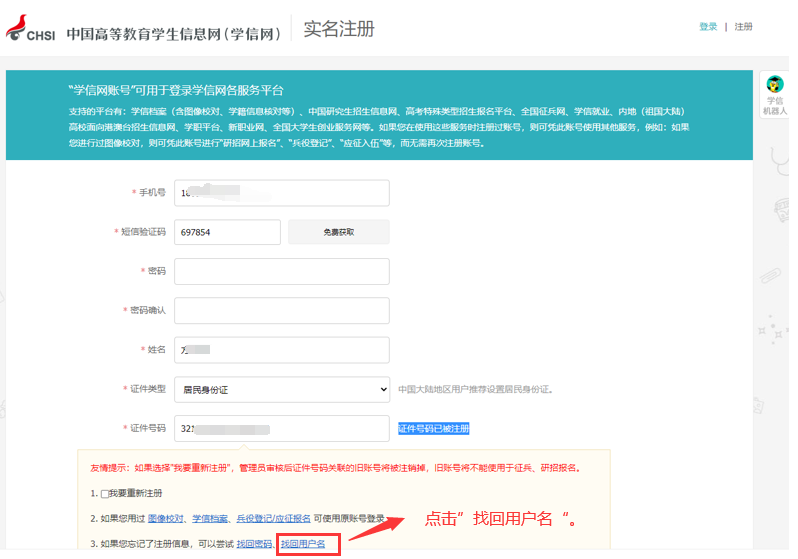 CHSI 中国高等教育学生信息网(学信网) 实名注册
登录 | 注册
“学信网账号”可用于登录学信网各服务平台
支持的平台有：学信档案（含图像校对、学籍信息核对等）、中国研究生招生信息网、高考特殊类型招生报名平台、全国征兵网、学信就业、内地（祖国大陆）
高校面向港澳台招生信息网、学职平台、新职业网、全国大学生创业服务网等。如果您在使用这些服务时注册过账号，则可凭此账号使用其他服务，例如：如果
您进行过图像校对，则可凭此账号进行“研招网上报名”、“兵役登记”、“应征入伍”等，而无需再次注册账号。
学信
机器人
* 手机号
* 短信验证码 697854 免费获取
* 密码
* 密码确认
* 姓名
* 证件类型 居民身份证 中国大陆地区用户推荐设置居民身份证。
* 证件号码 32 证件号码已被注册
友情提示：如果选择“我要重新注册”，管理员审核后证件号码关联的旧账号将被注销掉，旧账号将不能使用于征兵、研招报名。
1. 我要重新注册
2. 如果您用过 图像校对、学信档案、兵役登记/应征报名 可使用原账号登录
3. 如果您忘记了注册信息，可以尝试 找回密码、找回用户名
点击”找回用户名“。